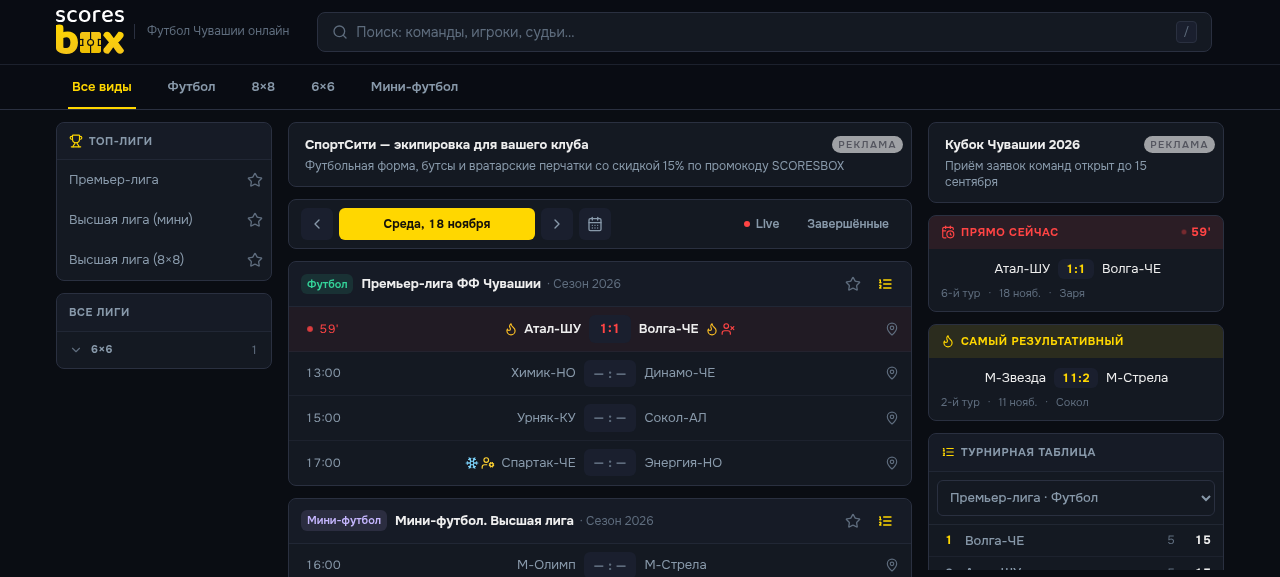 scores
box
Футбол Чувашии онлайн
Поиск: команды, игроки, судьи...
/
Все виды
Футбол
8×8
6×6
Мини-футбол
ТОП-ЛИГИ
Премьер-лига
Высшая лига (мини)
Высшая лига (8×8)
ВСЕ ЛИГИ
6×6 1
СпортСити — экипировка для вашего клуба
РЕКЛАМА
Футбольная форма, бутсы и вратарские перчатки со скидкой 15% по промокоду SCORESBOX
Среда, 18 ноября
Live
Завершённые
Футбол Премьер-лига ФФ Чувашии · Сезон 2026
59' Атал-ШУ 1:1 Волга-ЧЕ
13:00 Химик-НО – : – Динамо-ЧЕ
15:00 Урняк-КУ – : – Сокол-АЛ
17:00 Спартак-ЧЕ – : – Энергия-НО
Мини-футбол Мини-футбол. Высшая лига · Сезон 2026
16:00 М-Олимп – : – М-Стрела
Кубок Чувашии 2026
РЕКЛАМА
Приём заявок команд открыт до 15
сентября
ПРЯМО СЕЙЧАС 59'
Атал-ШУ 1:1 Волга-ЧЕ
6-й тур · 18 нояб. · Заря
САМЫЙ РЕЗУЛЬТАТИВНЫЙ
М-Звезда 11:2 М-Стрела
2-й тур · 11 нояб. · Сокол
ТУРНИРНАЯ ТАБЛИЦА
Премьер-лига · Футбол
1 Волга-ЧЕ 5 15